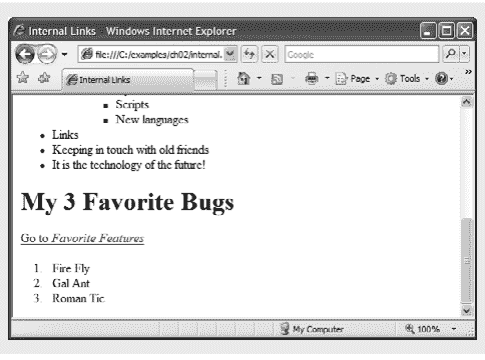 Internal Links - Windows Internet Explorer
file:///C:/examples/ch02/internal.
Google
Internal Links
Page
Tools
»
Scripts
New languages
Links
Keeping in touch with old friends
It is the technology of the future!
My 3 Favorite Bugs
Go to Favorite Features
1. Fire Fly
2. Gal Ant
3. Roman Tic
My Computer
100%